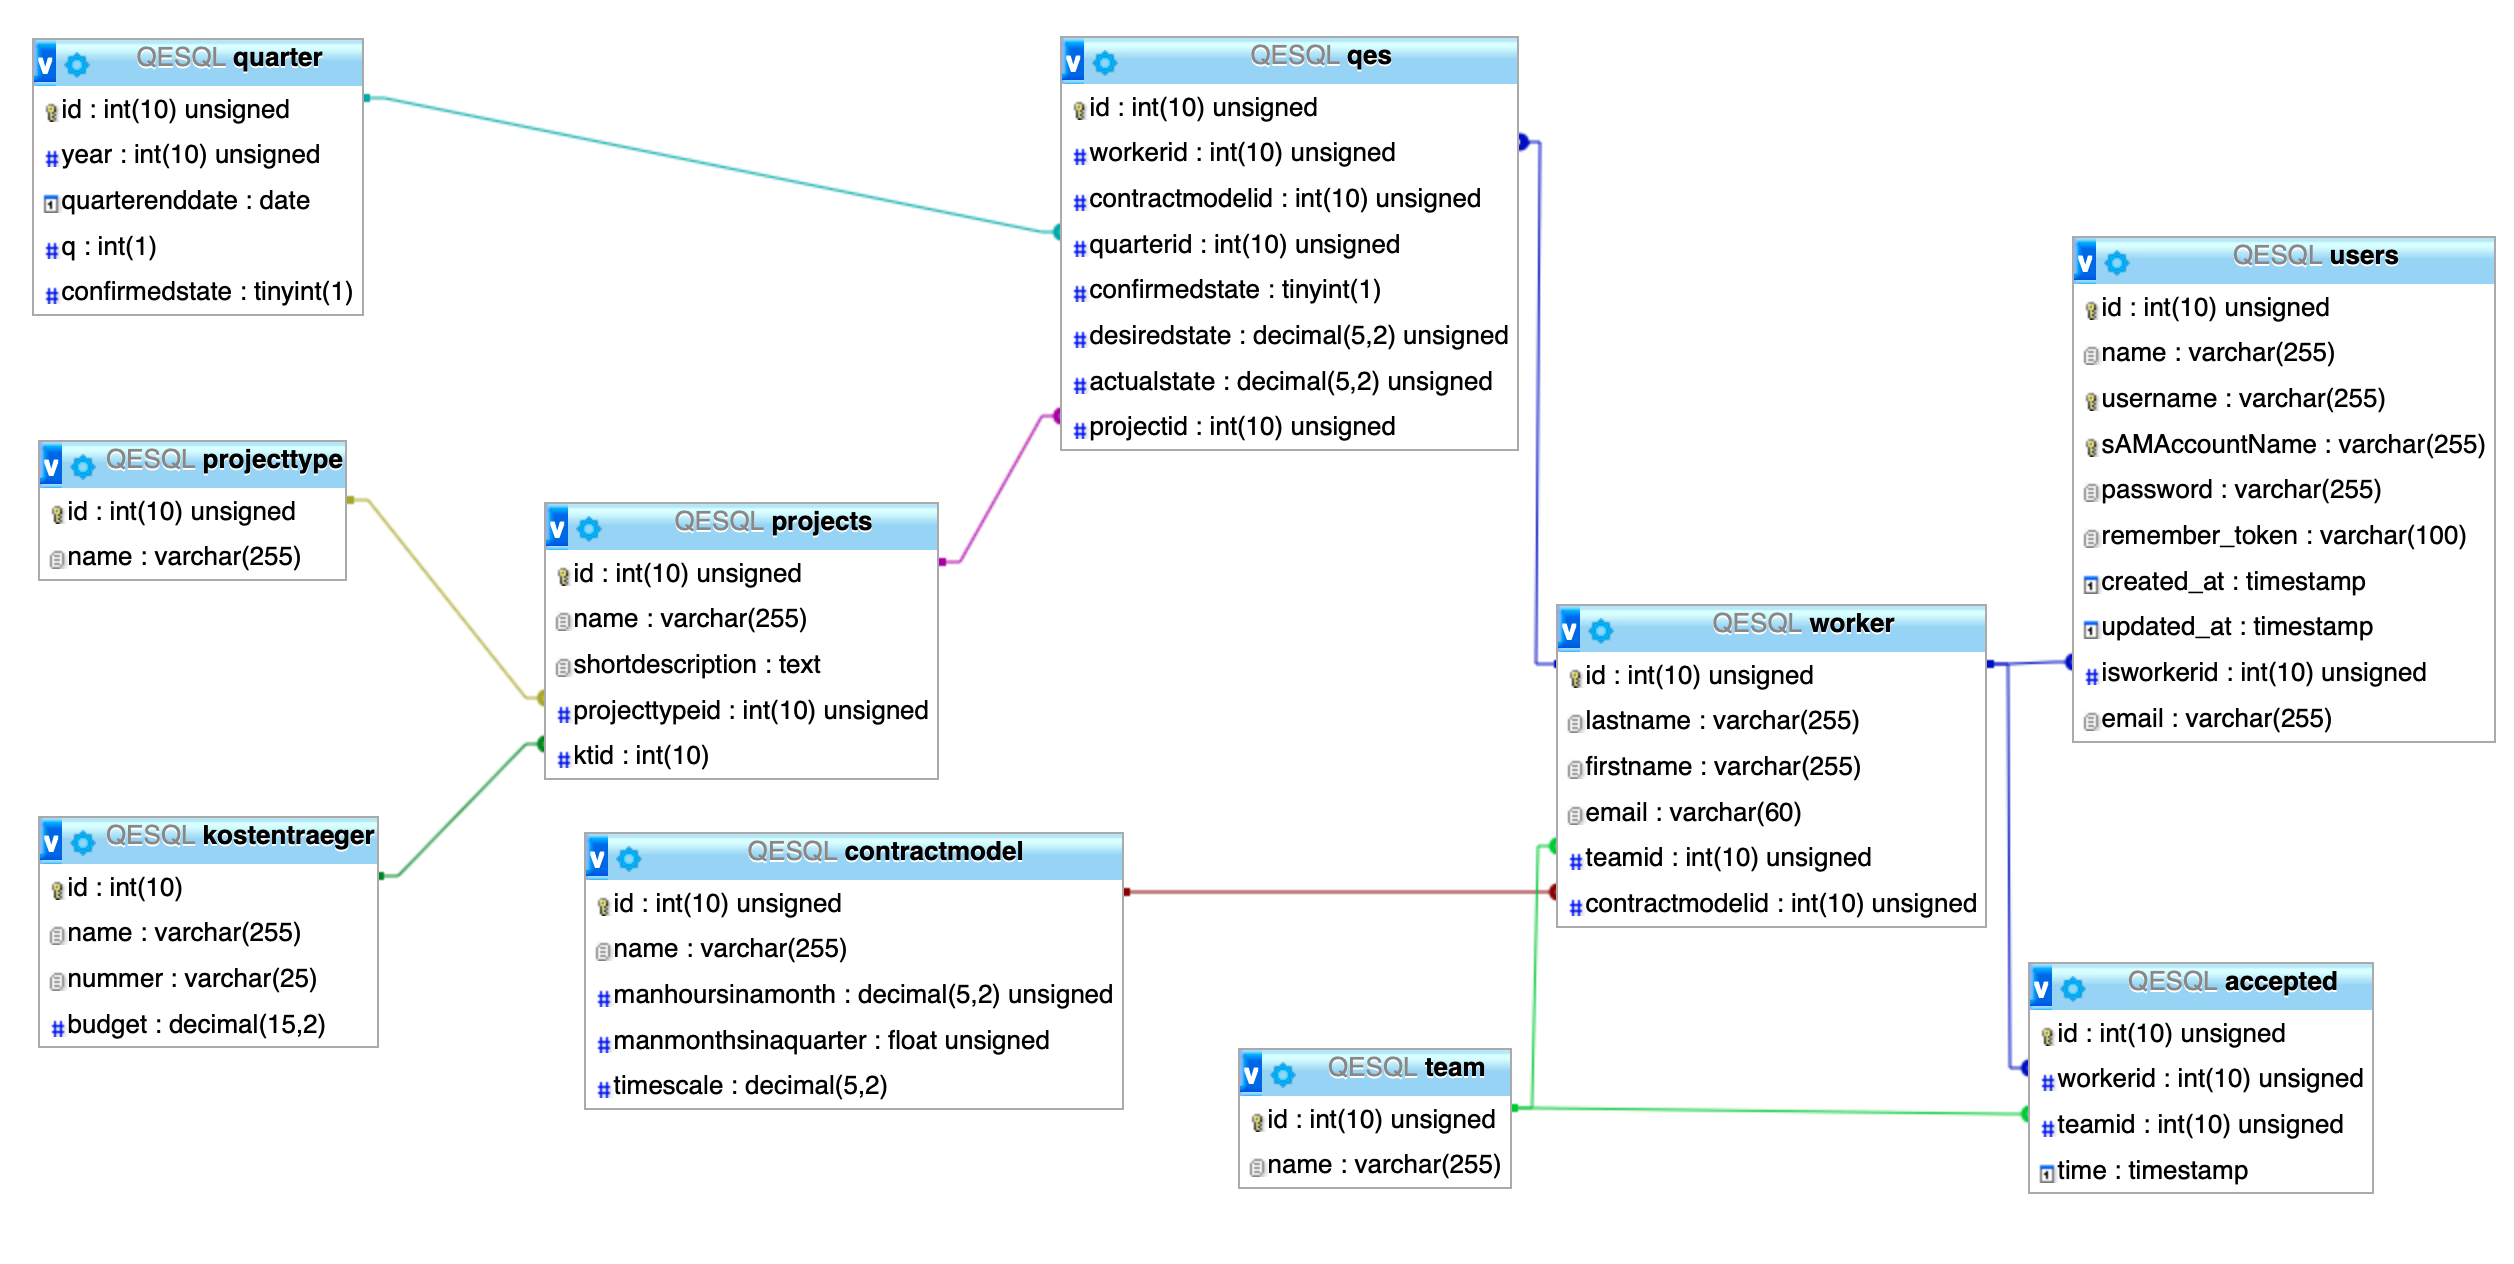 QESQL quarter
id : int(10) unsigned
year : int(10) unsigned
quarterenddate : date
q : int(1)
confirmedstate : tinyint(1)
QESQL qes
id : int(10) unsigned
workerid : int(10) unsigned
contractmodelid : int(10) unsigned
quarterid : int(10) unsigned
confirmedstate : tinyint(1)
desiredstate : decimal(5,2) unsigned
actualstate : decimal(5,2) unsigned
projectid : int(10) unsigned
QESQL users
id : int(10) unsigned
name : varchar(255)
username : varchar(255)
sAMAccountName : varchar(255)
password : varchar(255)
remember_token : varchar(100)
created_at : timestamp
updated_at : timestamp
isworkerid : int(10) unsigned
email : varchar(255)
QESQL projecttype
id : int(10) unsigned
name : varchar(255)
QESQL projects
id : int(10) unsigned
name : varchar(255)
shortdescription : text
projecttypeid : int(10) unsigned
ktid : int(10)
QESQL worker
id : int(10) unsigned
lastname : varchar(255)
firstname : varchar(255)
email : varchar(60)
teamid : int(10) unsigned
contractmodelid : int(10) unsigned
QESQL kostentraeger
id : int(10)
name : varchar(255)
nummer : varchar(25)
budget : decimal(15,2)
QESQL contractmodel
id : int(10) unsigned
name : varchar(255)
manhoursinamonth : decimal(5,2) unsigned
manmonthsinaquarter : float unsigned
timescale : decimal(5,2)
QESQL team
id : int(10) unsigned
name : varchar(255)
QESQL accepted
id : int(10) unsigned
workerid : int(10) unsigned
teamid : int(10) unsigned
time : timestamp